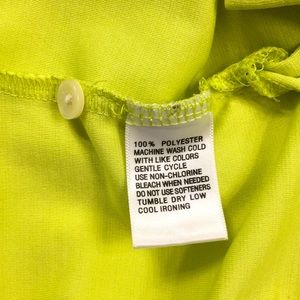 100% POLYESTER
MACHINE WASH COLD
WITH LIKE COLORS
GENTLE CYCLE
USE NON-CHLORINE
BLEACH WHEN NEEDED
DO NOT USE SOFTENERS
TUMBLE DRY LOW
COOL IRONING